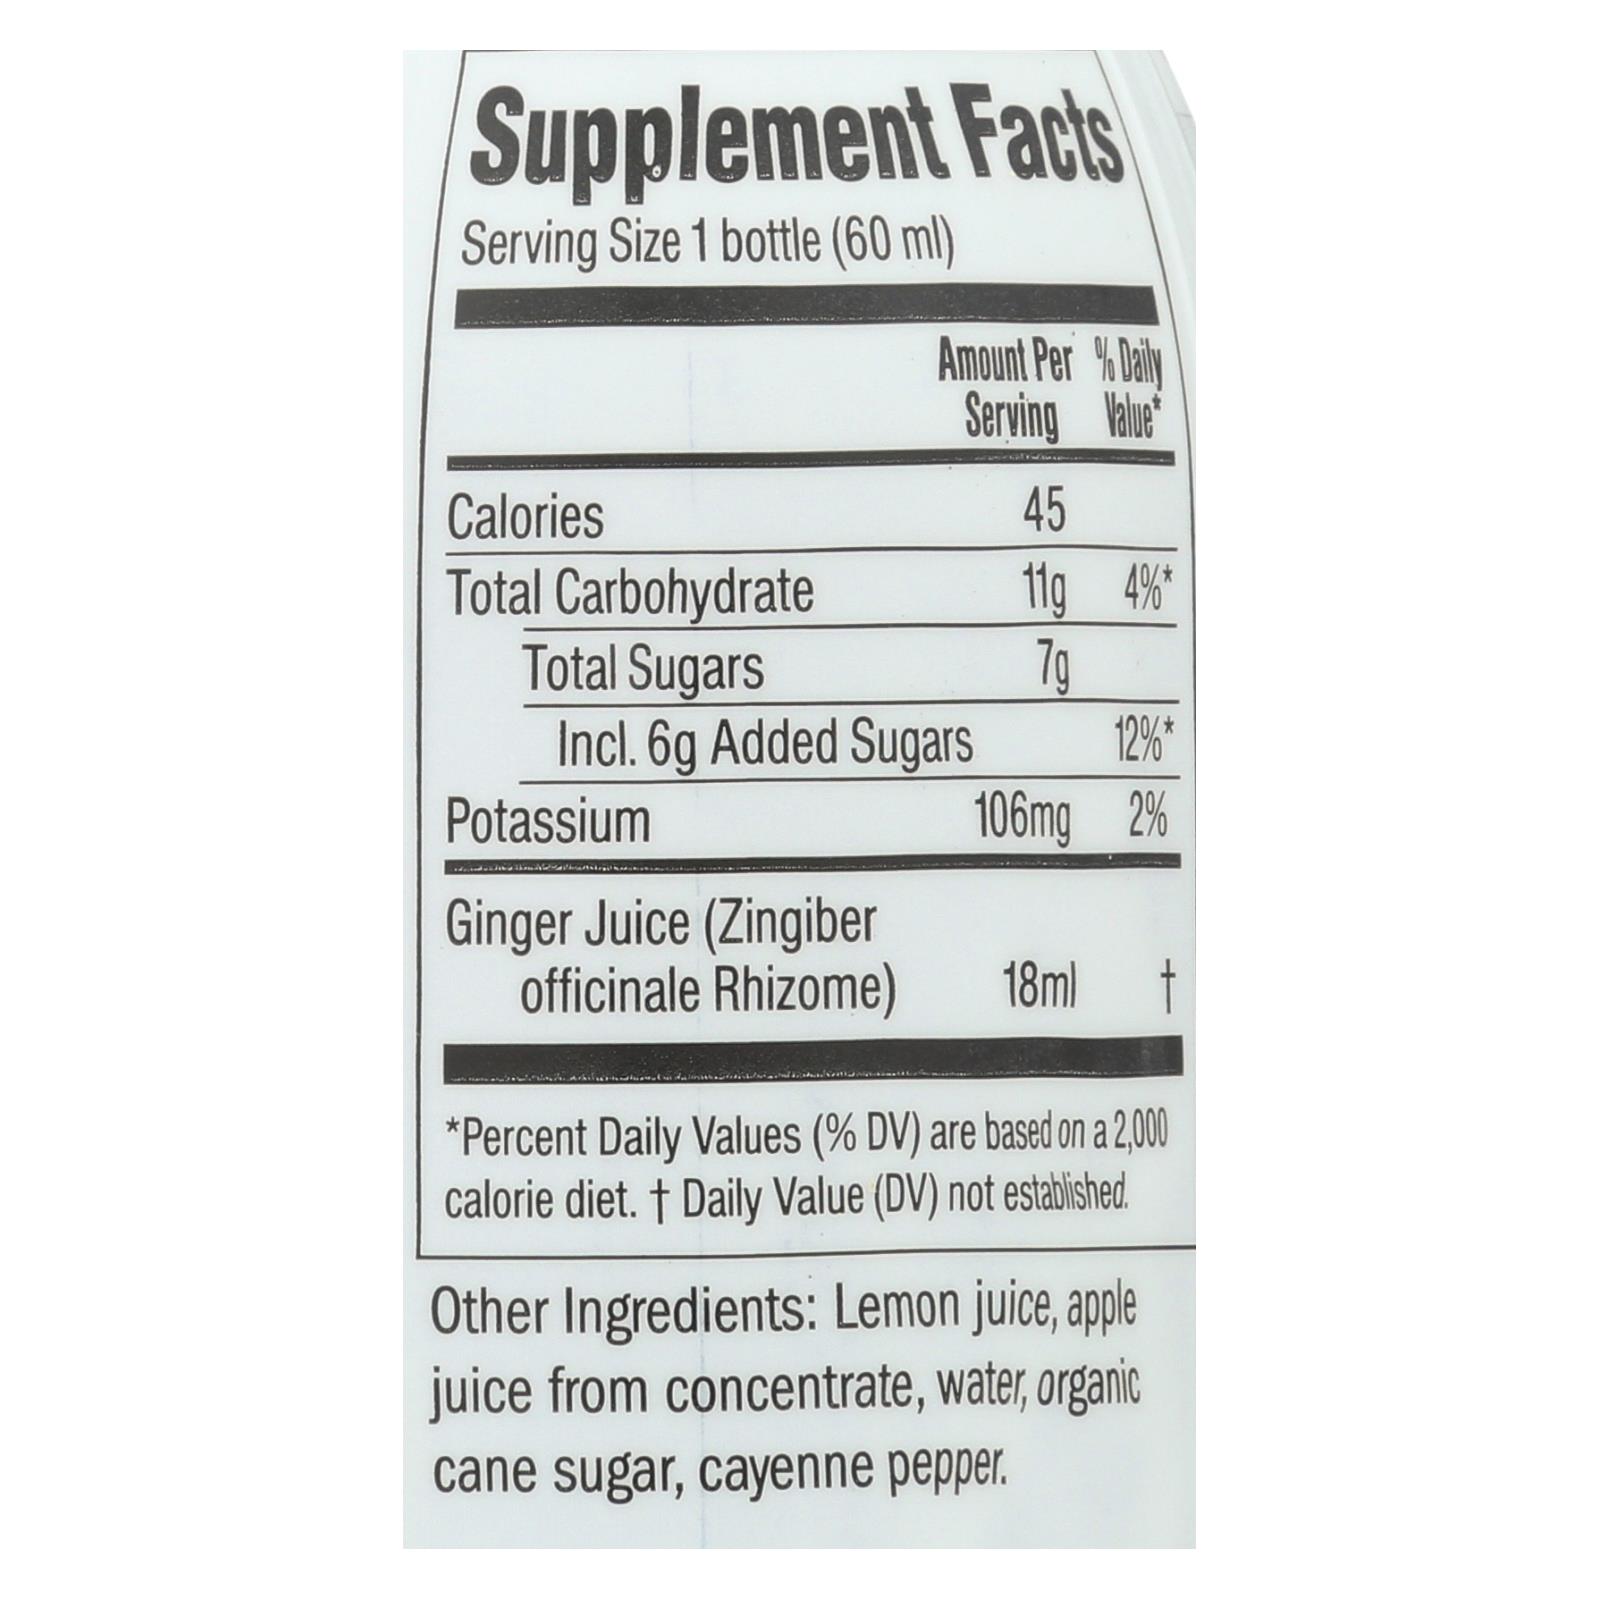 Supplement Facts
Serving Size 1 bottle (60 ml)
Amount Per % Daily
Serving Value*
Calories 45
Total Carbohydrate 11g 4%*
Total Sugars 7g
Incl. 6g Added Sugars 12%*
Potassium 106mg 2%
Ginger Juice (Zingiber
officinale Rhizome) 18ml †
*Percent Daily Values (% DV) are based on a 2,000
calorie diet. † Daily Value (DV) not established.
Other Ingredients: Lemon juice, apple
juice from concentrate, water, organic
cane sugar, cayenne pepper.